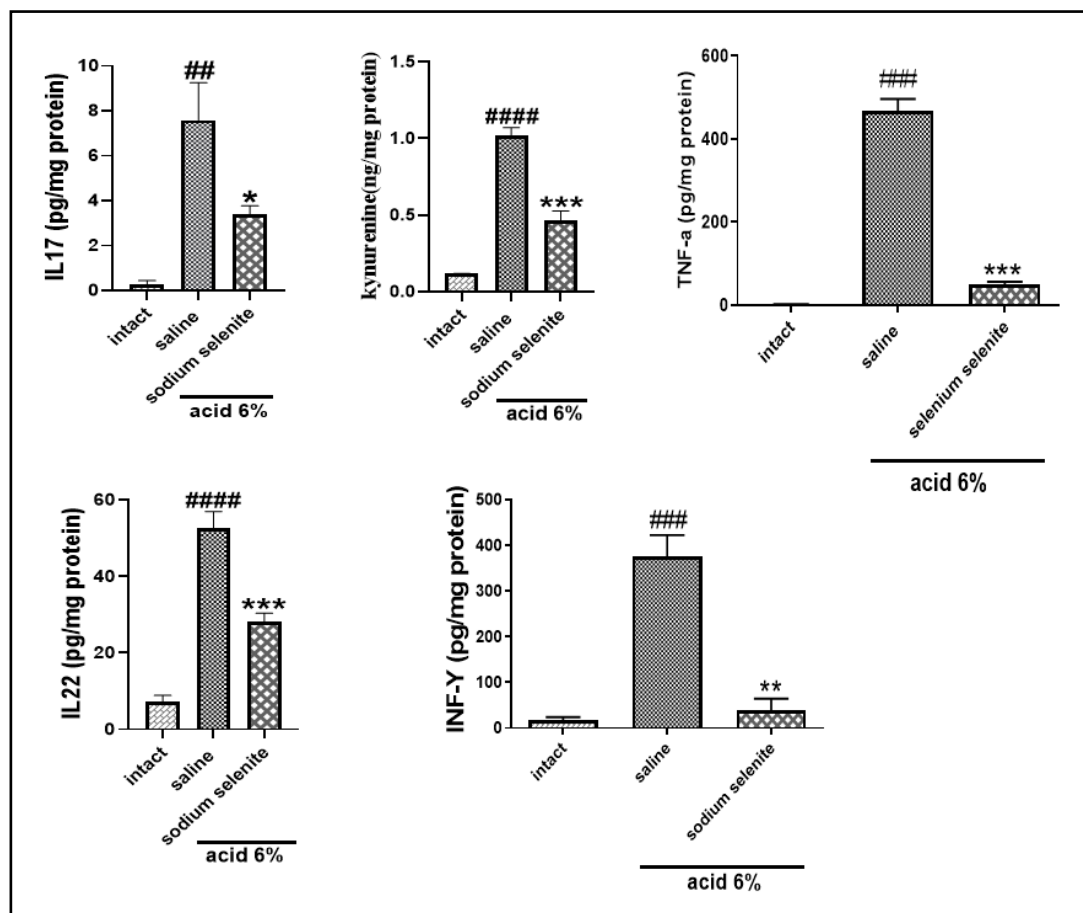 IL17 (pg/mg protein)
10
8
6
4
2
0
##
*
intact
saline
sodium selenite
acid 6%
kynurenine(ng/mg protein)
1.5
1.0
0.5
0.0
####
***
intact
saline
sodium selenite
acid 6%
TNF-a (pg/mg protein)
600
400
200
0
###
***
intact
saline
selenium selenite
acid 6%
IL22 (pg/mg protein)
60
40
20
0
####
***
intact
saline
sodium selenite
acid 6%
INF-Y (pg/mg protein)
500
400
300
200
100
0
###
**
intact
saline
sodium selenite
acid 6%